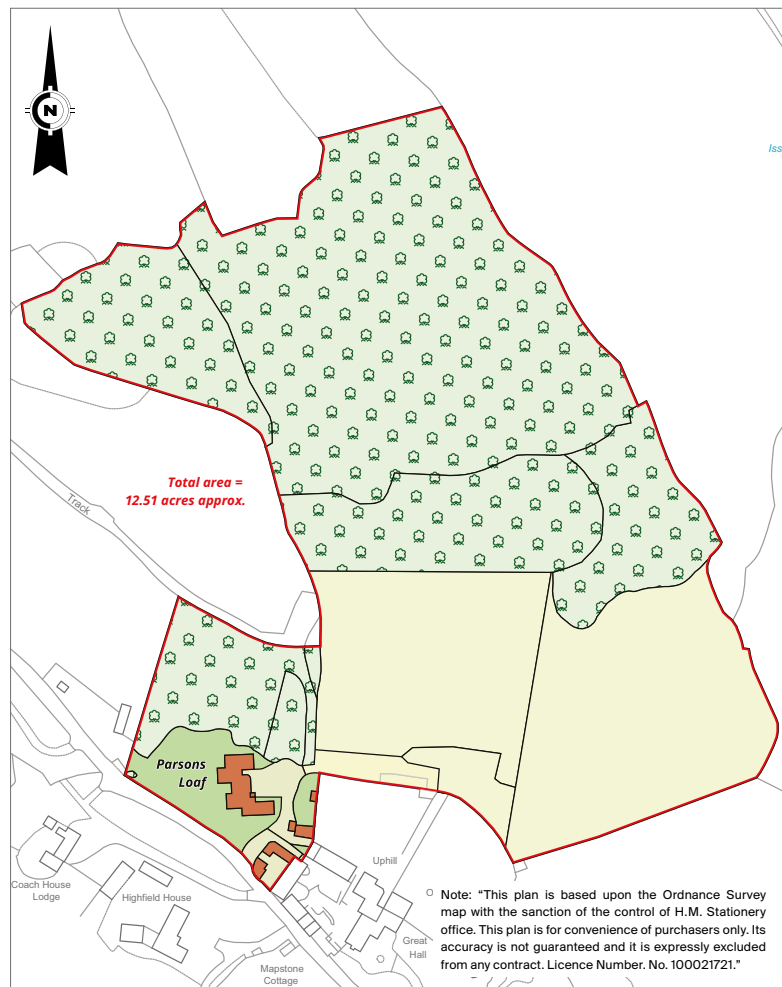 N
Iss
Total area =
12.51 acres approx.
Track
Parsons
Loaf
Uphill
Coach House
Lodge
Highfield House
Great
Hall
Mapstone
Cottage
Note: “This plan is based upon the Ordnance Survey
map with the sanction of the control of H.M. Stationery
office. This plan is for convenience of purchasers only. Its
accuracy is not guaranteed and it is expressly excluded
from any contract. Licence Number. No. 100021721.”